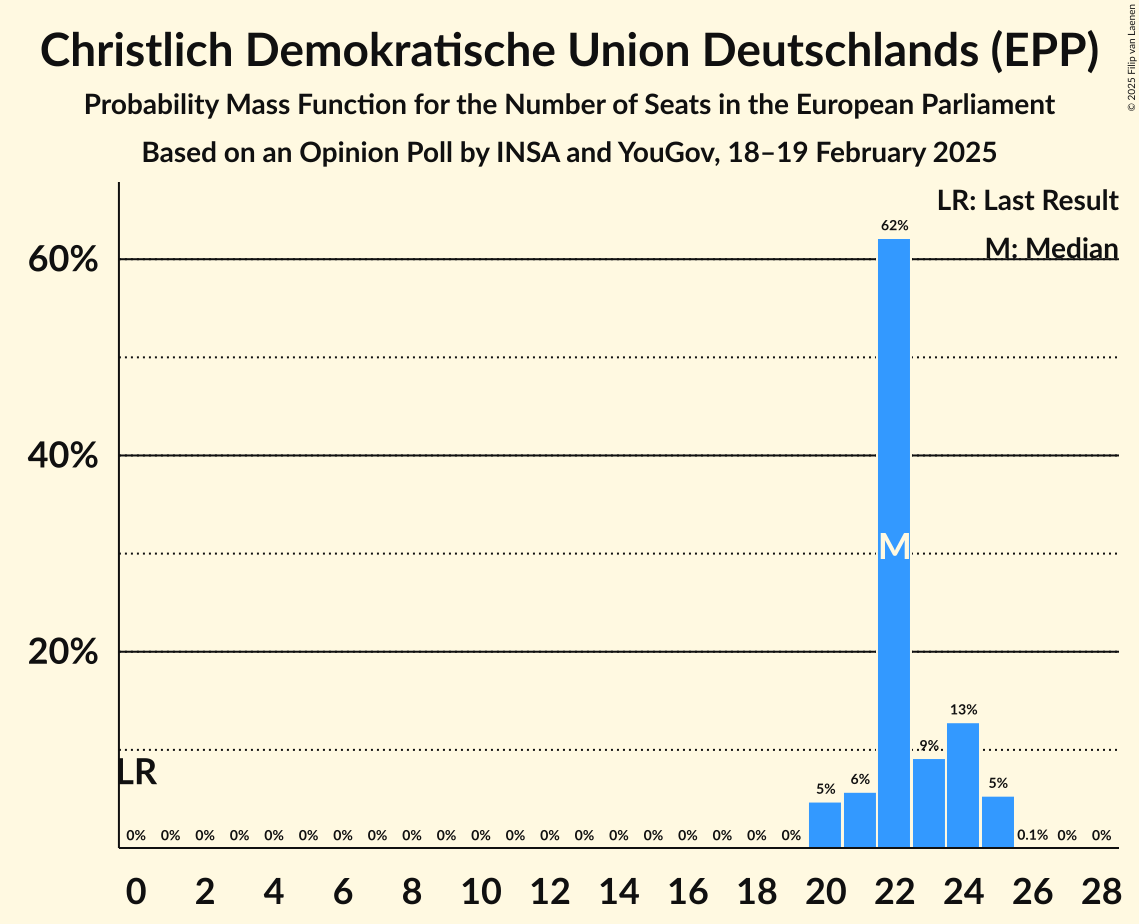 Christlich Demokratische Union Deutschlands (EPP)
Probability Mass Function for the Number of Seats in the European Parliament
Based on an Opinion Poll by INSA and YouGov, 18–19 February 2025
© 2025 Filip van Laenen
LR: Last Result
M: Median
60%
40%
20%
62%
M
LR
0% 0% 0% 0% 0% 0% 0% 0% 0% 0% 0% 0% 0% 0% 0% 0% 0% 0% 0% 0% 5% 6% 9% 13% 5% 0.1% 0% 0%
0 2 4 6 8 10 12 14 16 18 20 22 24 26 28